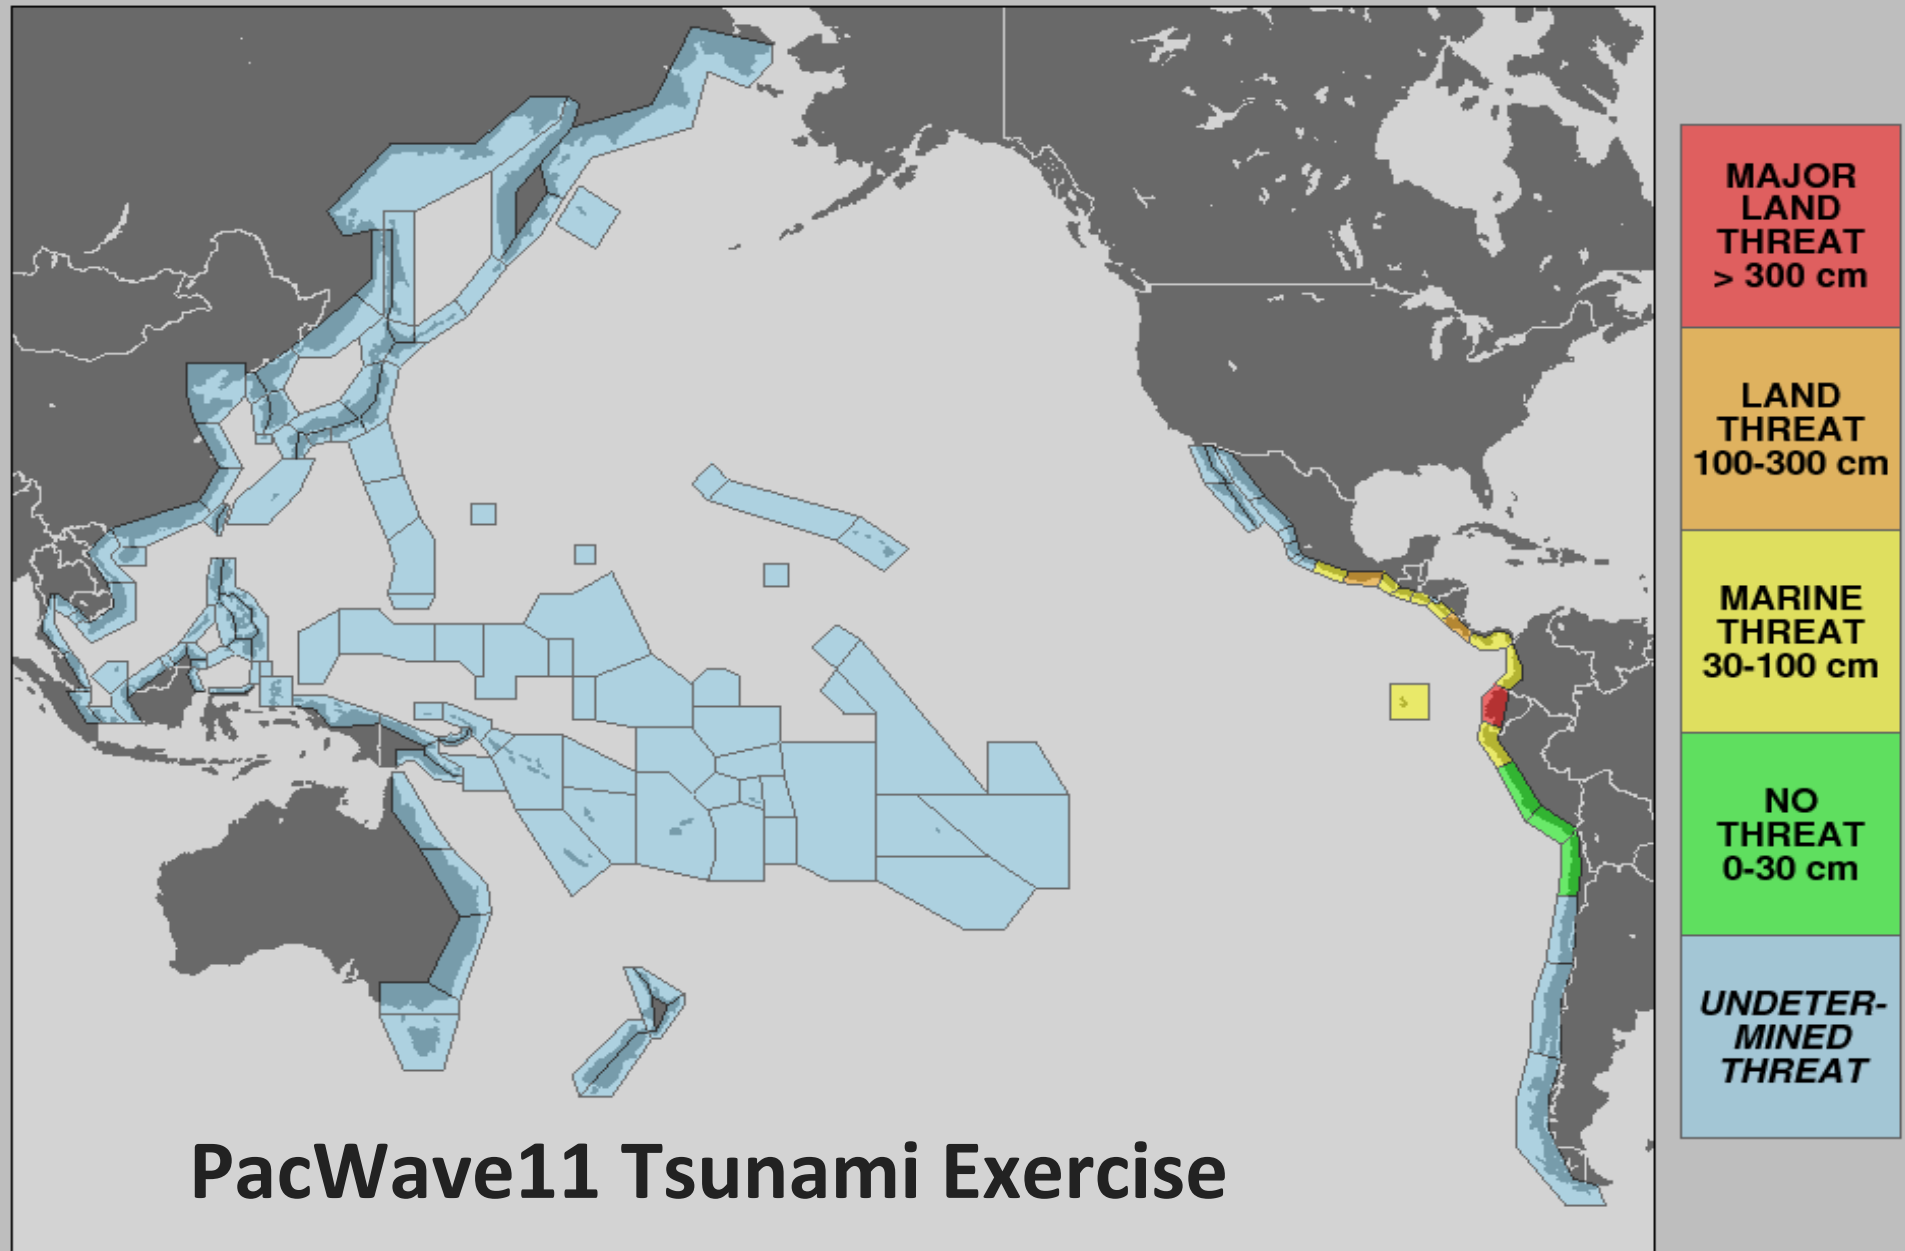 MAJOR
LAND
THREAT
> 300 cm
LAND
THREAT
100-300 cm
MARINE
THREAT
30-100 cm
NO
THREAT
0-30 cm
UNDETER-
MINED
THREAT
PacWave11 Tsunami Exercise